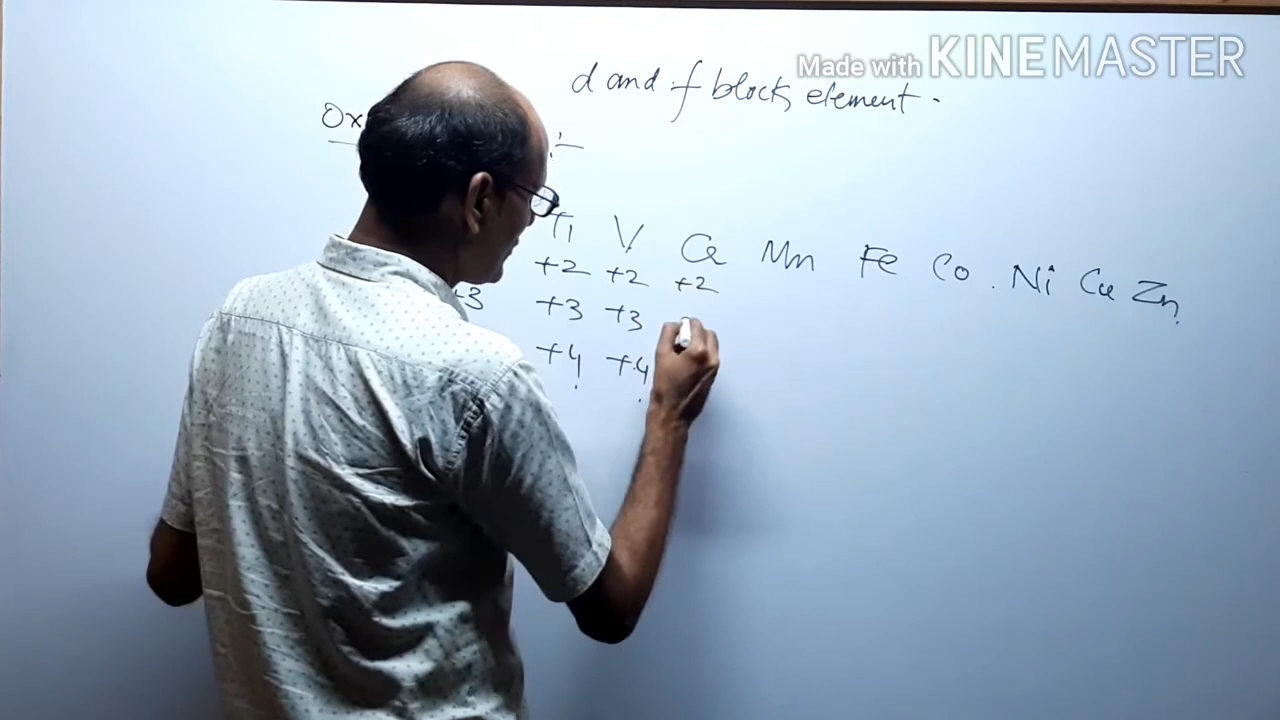 Made with KINEMASTER
d and f blocks element.
Ox
Ti V Cr Mn Fe Co. Ni Cu Zn
+2 +2 +2
+3 +3 +3
+4 +4